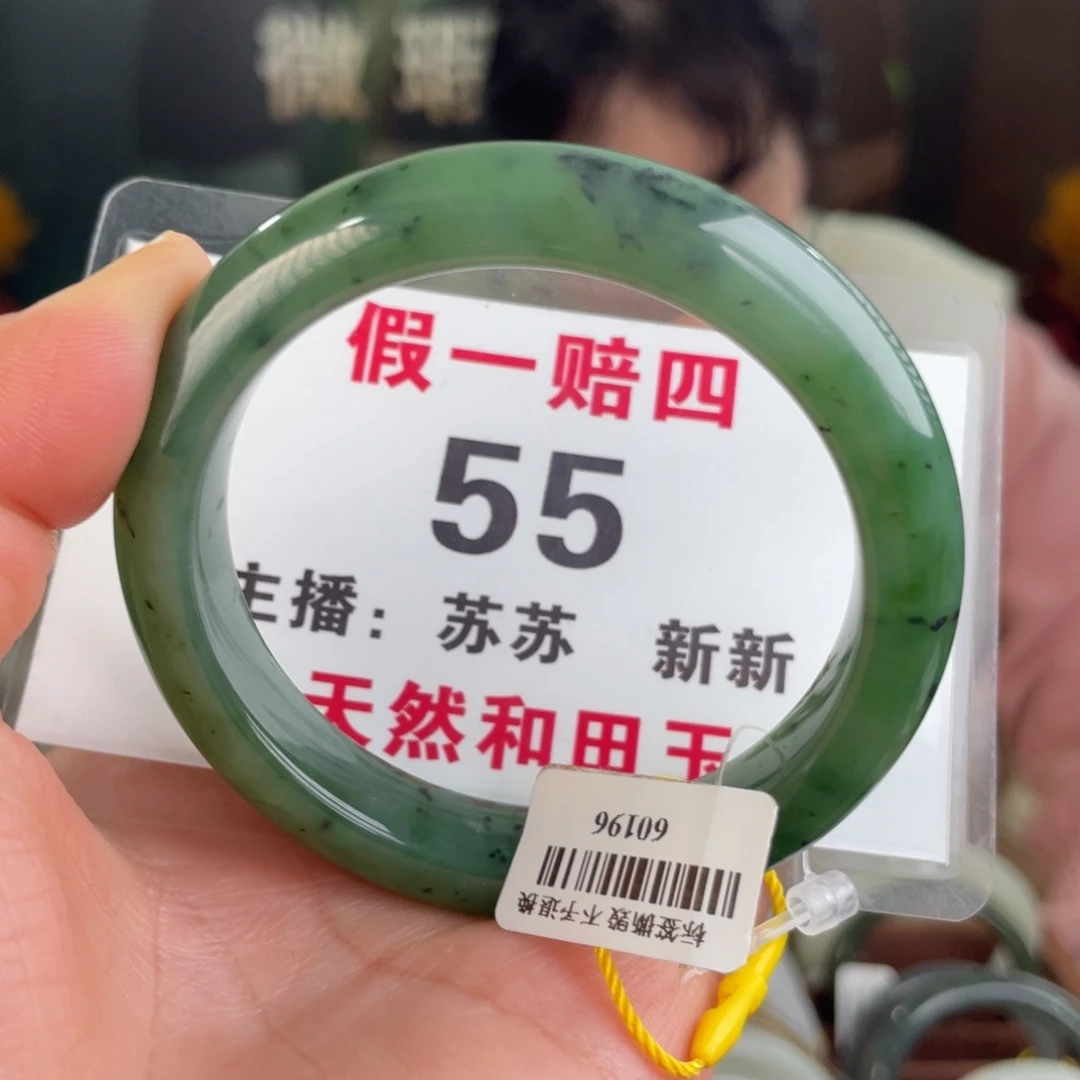 假一赔四
55
主播: 苏苏 新新
天然和田玉
60196
标签撕毁 不予退换